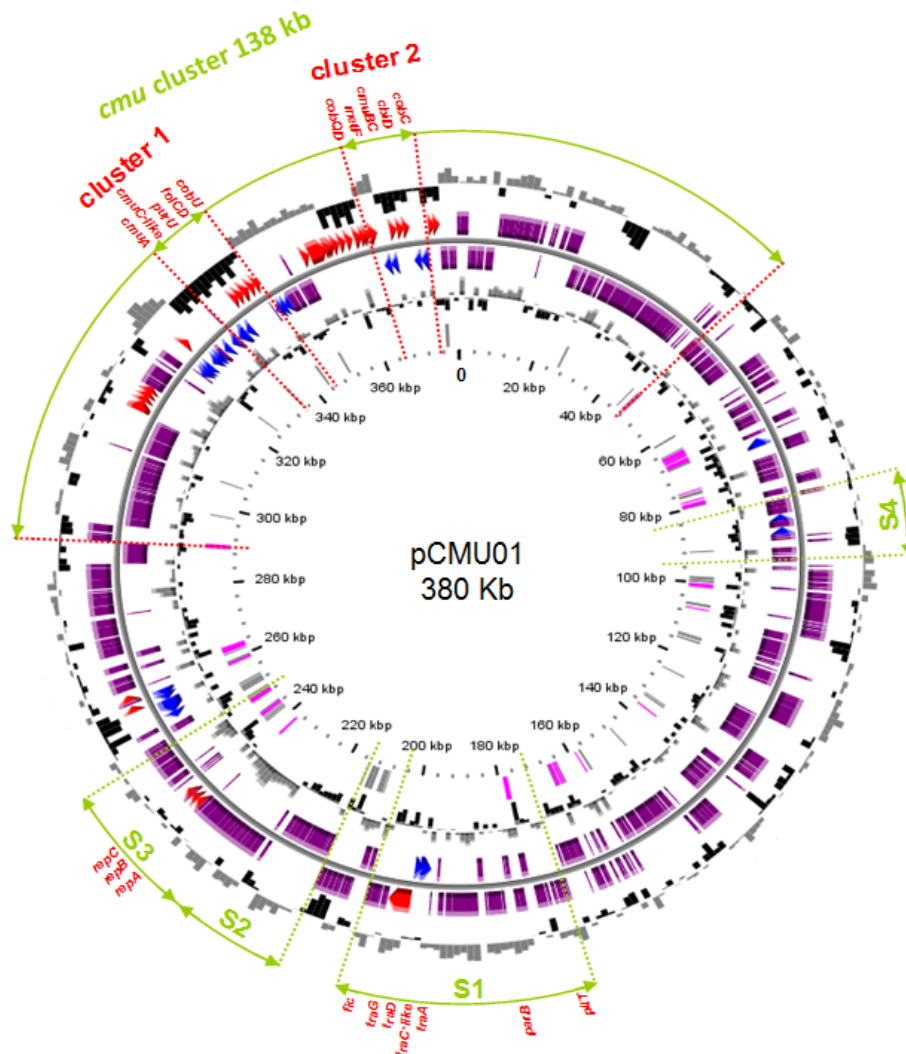 cmu cluster 138 kb
cluster 2
cobQD
metF
cmuBC
cbiD
cobC
cluster 1
cmuA
cmuC-like
purU
folCD
cobU
0
20 kbp
40 kbp
60 kbp
80 kbp
100 kbp
120 kbp
140 kbp
160 kbp
180 kbp
200 kbp
220 kbp
240 kbp
260 kbp
280 kbp
300 kbp
320 kbp
340 kbp
360 kbp
pCMU01
380 Kb
S4
S3
repC
repB
repA
S2
S1
fic
traG
traD
traC-like
traA
parB
pilT